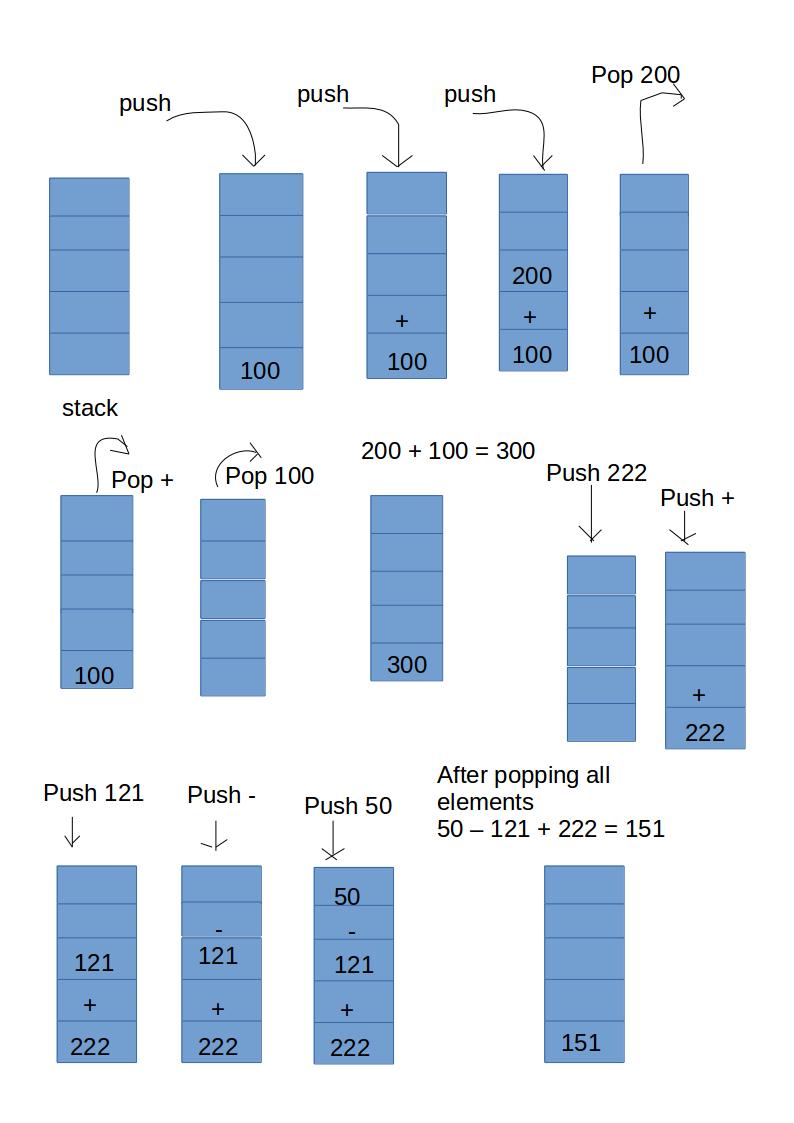 push
push
push
Pop 200
100
+
100
200
+
100
+
100
stack
Pop +
Pop 100
200 + 100 = 300
Push 222
Push +
100
300
+
222
Push 121
Push -
Push 50
After popping all
elements
50 – 121 + 222 = 151
121
+
222
-
121
+
222
50
-
121
+
222
151